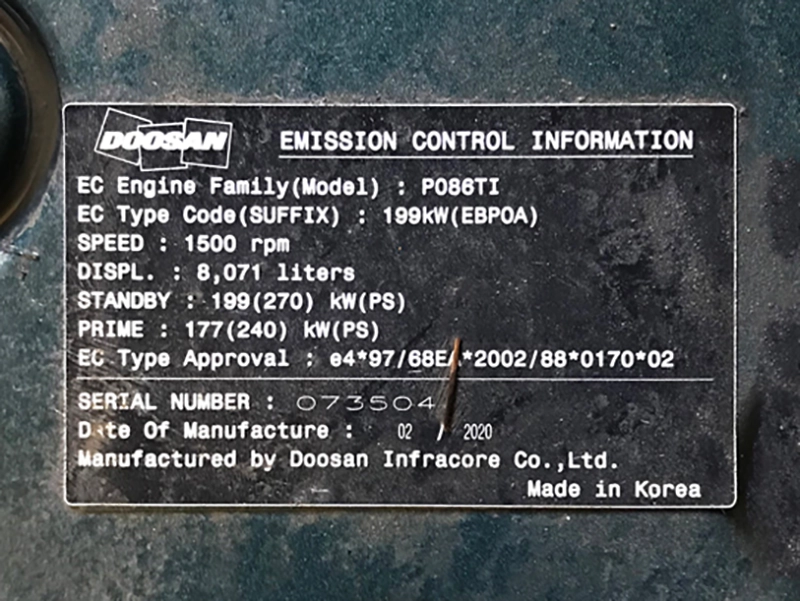 DOOSAN EMISSION CONTROL INFORMATION
EC Engine Family(Model) : P086TI
EC Type Code(SUFFIX) : 199kW(EBPOA)
SPEED : 1500 rpm
DISPL. : 8,071 liters
STANDBY : 199(270) kW(PS)
PRIME : 177(240) kW(PS)
EC Type Approval : e4*97/68EA*2002/88*0170*02
SERIAL NUMBER : 073504
Date Of Manufacture : 02 / 2020
Manufactured by Doosan Infracore Co.,Ltd.
Made in Korea